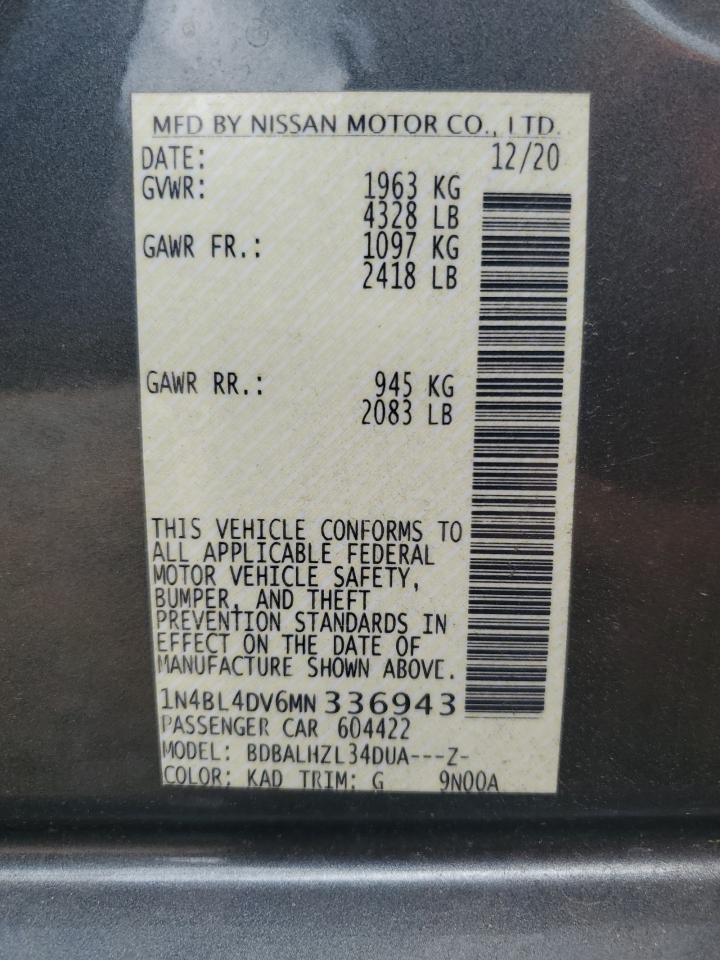 MFD BY NISSAN MOTOR CO., LTD.
DATE: 12/20
GVWR: 1963 KG
4328 LB
GAWR FR.: 1097 KG
2418 LB
GAWR RR.: 945 KG
2083 LB
THIS VEHICLE CONFORMS TO
ALL APPLICABLE FEDERAL
MOTOR VEHICLE SAFETY,
BUMPER, AND THEFT
PREVENTION STANDARDS IN
EFFECT ON THE DATE OF
MANUFACTURE SHOWN ABOVE.
1N4BL4DV6MN 336943
PASSENGER CAR 604422
MODEL: BDBALHZL34DUA---Z-
COLOR: KAD TRIM: G 9N00A